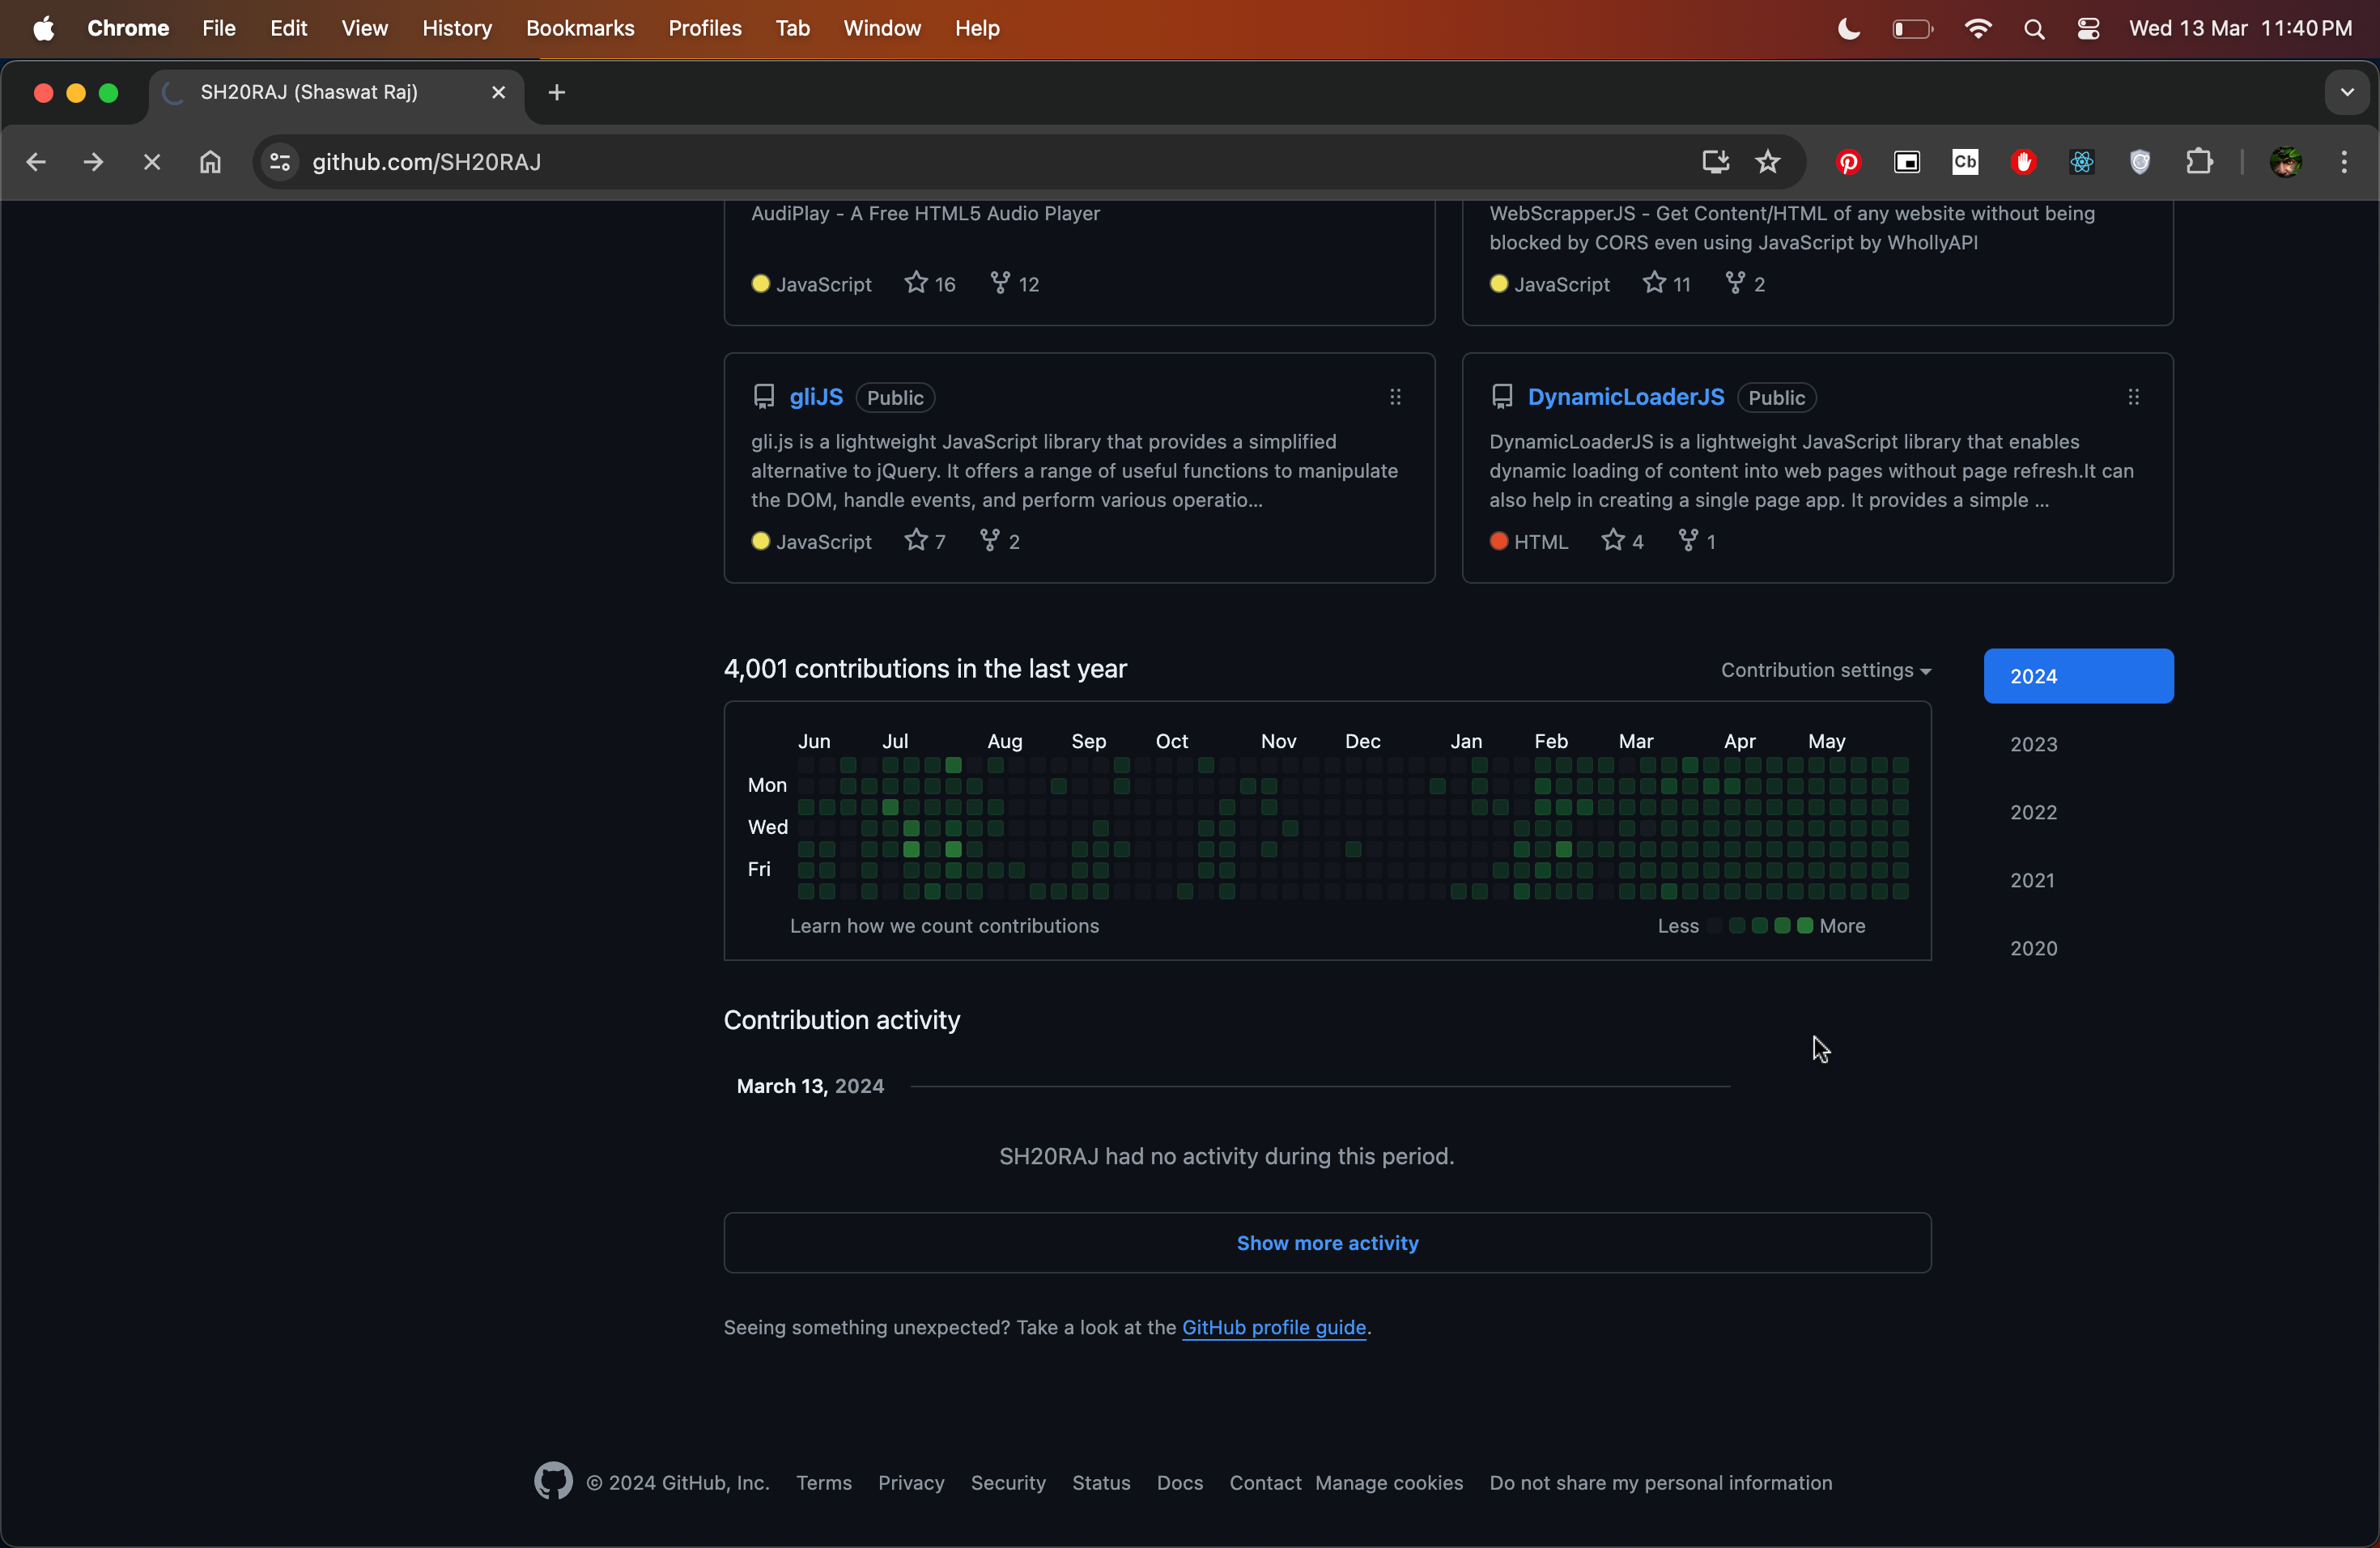 Chrome File Edit View History Bookmarks Profiles Tab Window Help Wed 13 Mar 11:40 PM
SH20RAJ (Shaswat Raj)
github.com/SH20RAJ
Cb
AudiPlay - A Free HTML5 Audio Player
JavaScript 16 12
WebScrapperJS - Get Content/HTML of any website without being
blocked by CORS even using JavaScript by WhollyAPI
JavaScript 11 2
gliJS Public
gli.js is a lightweight JavaScript library that provides a simplified
alternative to jQuery. It offers a range of useful functions to manipulate
the DOM, handle events, and perform various operatio...
JavaScript 7 2
DynamicLoaderJS Public
DynamicLoaderJS is a lightweight JavaScript library that enables
dynamic loading of content into web pages without page refresh.It can
also help in creating a single page app. It provides a simple ...
HTML 4 1
4,001 contributions in the last year
Contribution settings
Jun Jul Aug Sep Oct Nov Dec Jan Feb Mar Apr May
Mon
Wed
Fri
Learn how we count contributions
Less More
2024
2023
2022
2021
2020
Contribution activity
March 13, 2024
SH20RAJ had no activity during this period.
Show more activity
Seeing something unexpected? Take a look at the GitHub profile guide.
© 2024 GitHub, Inc. Terms Privacy Security Status Docs Contact Manage cookies Do not share my personal information